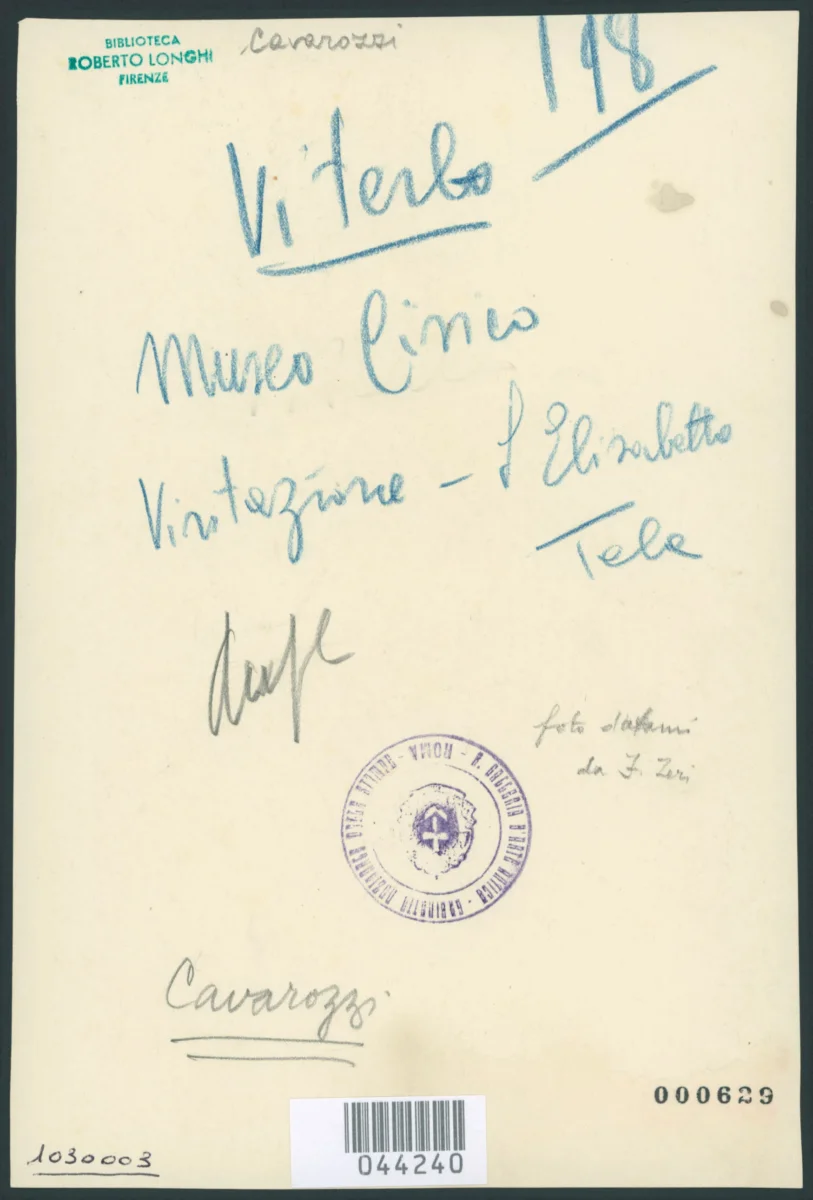 BIBLIOTECA
ROBERTO LONGHI
FIRENZE
Cavarozzi
118
Viterbo
Museo Civico
Visitazione - S Elisabetta
Tela
foto datami
da F. Zeri
Cavarozzi
000629
044240
1030003